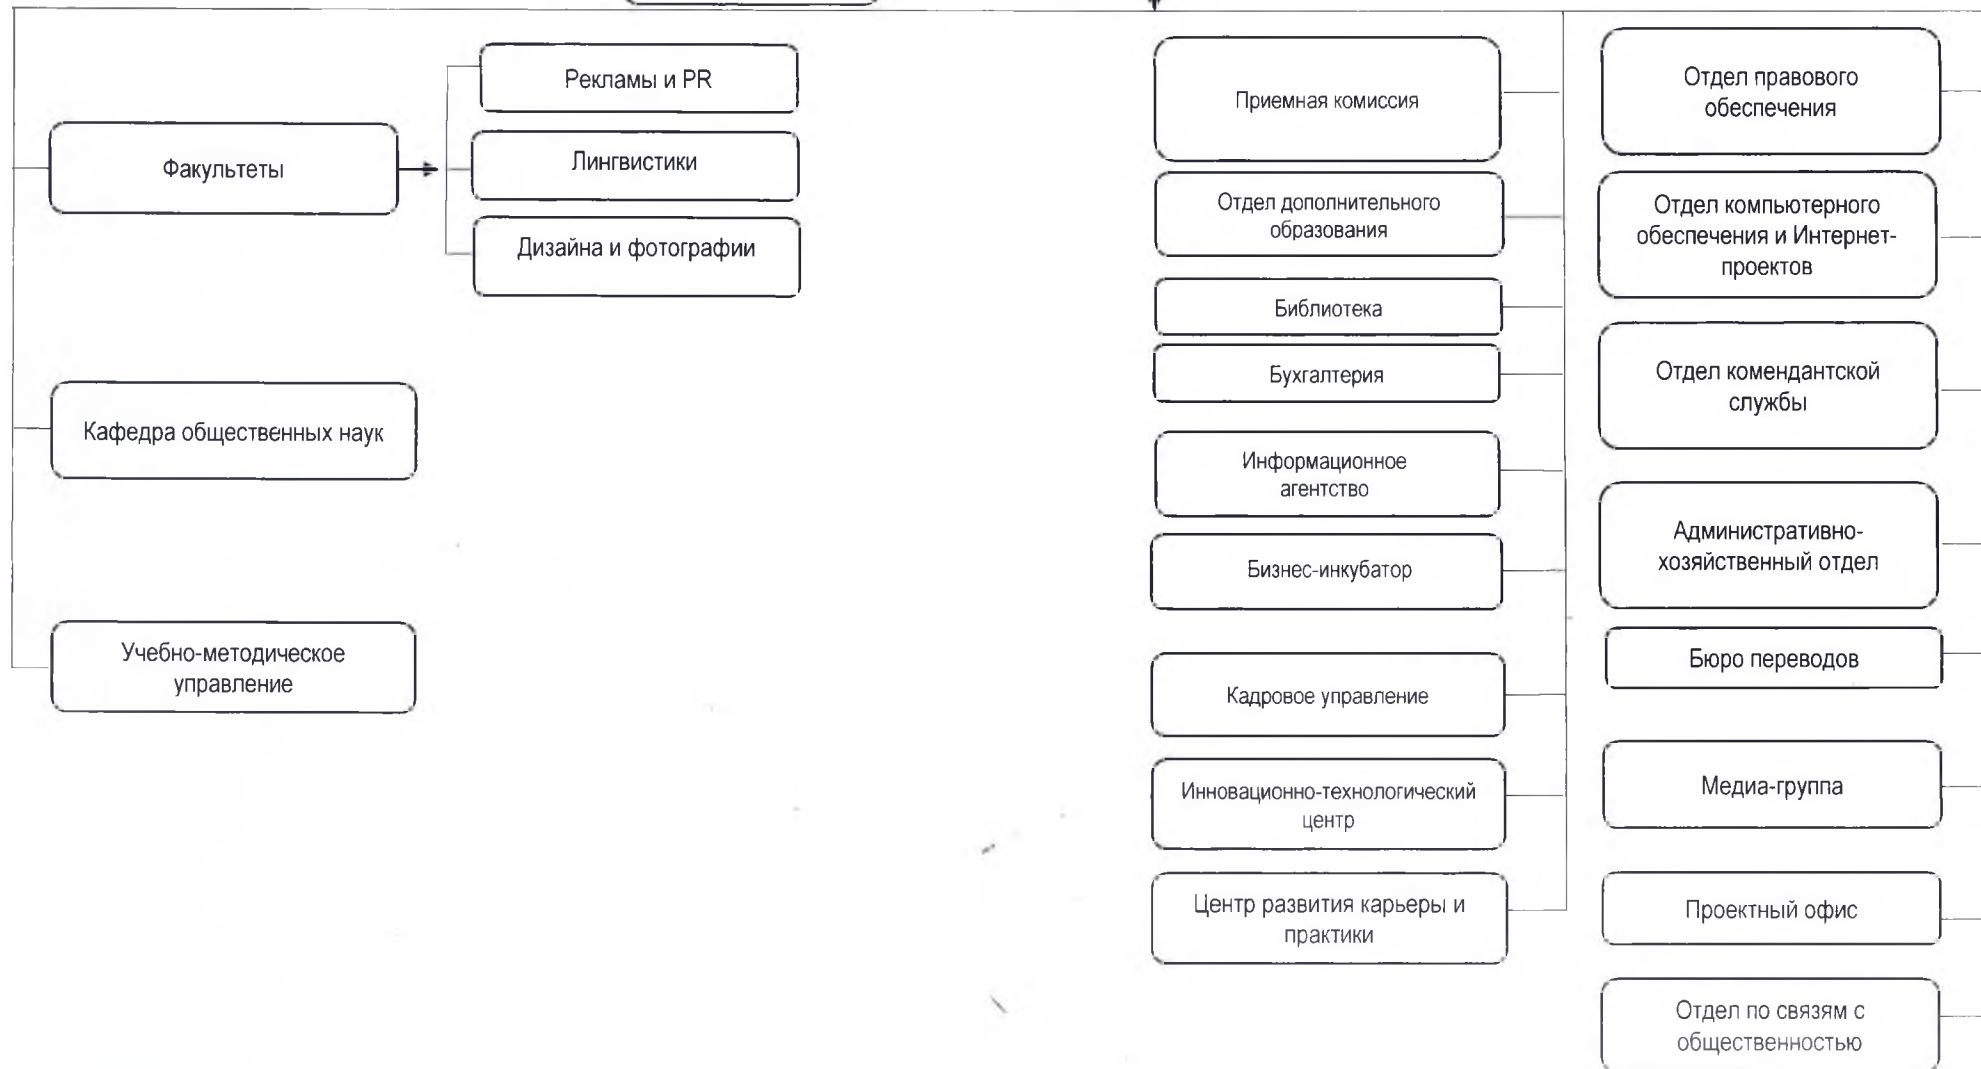 Факультеты
Рекламы и PR
Лингвистики
Дизайна и фотографии
Кафедра общественных наук
Учебно-методическое
управление
Приемная комиссия
Отдел дополнительного
образования
Библиотека
Бухгалтерия
Информационное
агентство
Бизнес-инкубатор
Кадровое управление
Инновационно-технологический
центр
Центр развития карьеры и
практики
Отдел правового
обеспечения
Отдел компьютерного
обеспечения и Интернет-
проектов
Отдел комендантской
службы
Административно-
хозяйственный отдел
Бюро переводов
Медиа-группа
Проектный офис
Отдел по связям с
общественностью